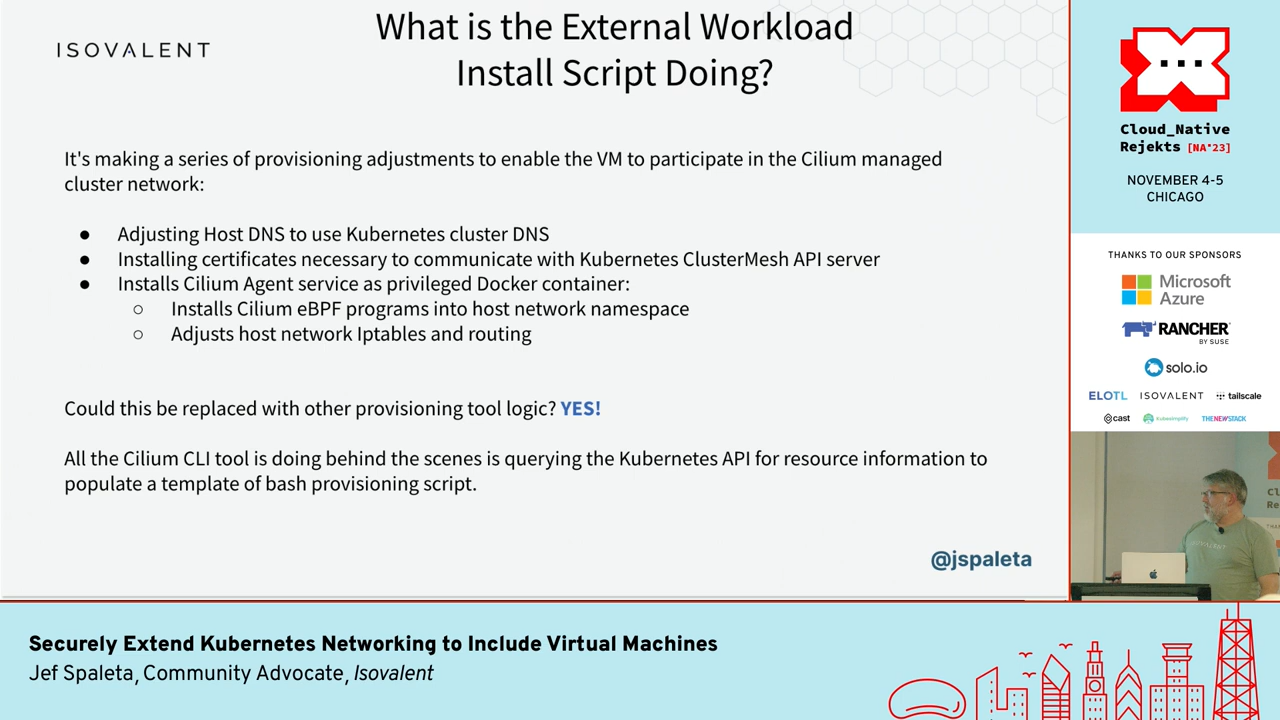 ISOVALENT
What is the External Workload
Install Script Doing?
It's making a series of provisioning adjustments to enable the VM to participate in the Cilium managed
cluster network:
● Adjusting Host DNS to use Kubernetes cluster DNS
● Installing certificates necessary to communicate with Kubernetes ClusterMesh API server
● Installs Cilium Agent service as privileged Docker container:
○ Installs Cilium eBPF programs into host network namespace
○ Adjusts host network Iptables and routing
Could this be replaced with other provisioning tool logic? YES!
All the Cilium CLI tool is doing behind the scenes is querying the Kubernetes API for resource information to
populate a template of bash provisioning script.
@jspaleta
Cloud_Native
Rejekts [NA'23]
NOVEMBER 4-5
CHICAGO
THANKS TO OUR SPONSORS
Microsoft
Azure
RANCHER
BY SUSE
solo.io
ELOTL ISOVALENT tailscale
cast Kubesimplify THENEWSTACK
Securely Extend Kubernetes Networking to Include Virtual Machines
Jef Spaleta, Community Advocate, Isovalent